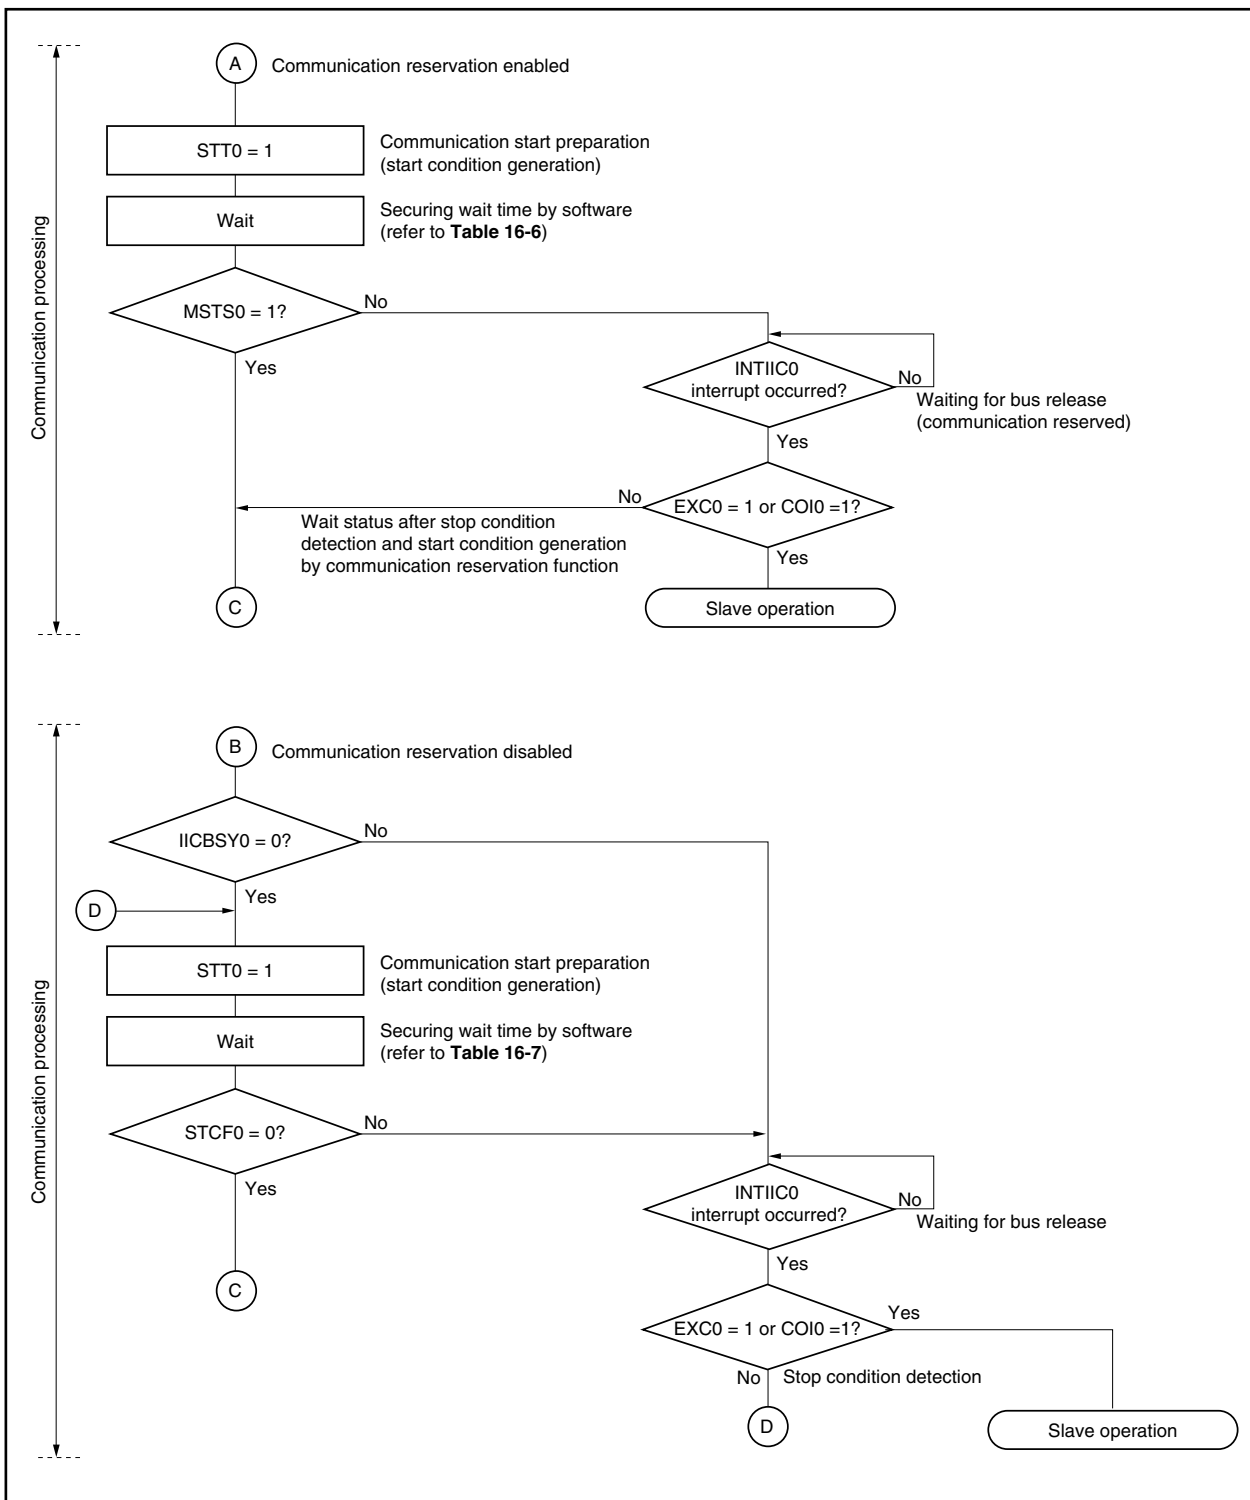 A
Communication reservation enabled
STT0 = 1
Communication start preparation
(start condition generation)
Wait
Securing wait time by software
(refer to Table 16-6)
MSTS0 = 1?
No
Yes
INTIIC0
interrupt occurred?
No
Waiting for bus release
(communication reserved)
Yes
EXC0 = 1 or COI0 =1?
No
Wait status after stop condition
detection and start condition generation
by communication reservation function
Yes
C
Slave operation
Communication processing
B
Communication reservation disabled
IICBSY0 = 0?
No
Yes
D
STT0 = 1
Communication start preparation
(start condition generation)
Wait
Securing wait time by software
(refer to Table 16-7)
STCF0 = 0?
No
Yes
INTIIC0
interrupt occurred?
No
Waiting for bus release
Yes
C
EXC0 = 1 or COI0 =1?
Yes
No
Stop condition detection
D
Slave operation
Communication processing